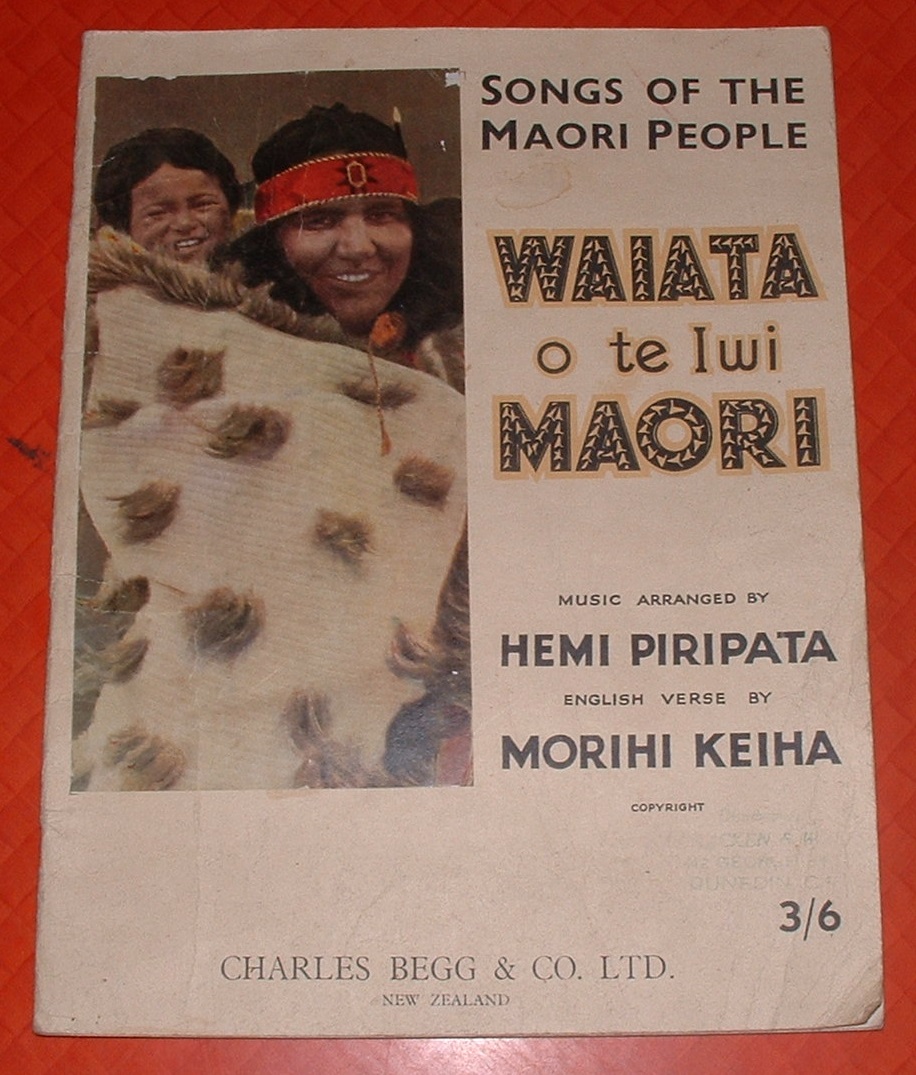 SONGS OF THE
MAORI PEOPLE
WAIATA
o te Iwi
MAORI
MUSIC ARRANGED BY
HEMI PIRIPATA
ENGLISH VERSE BY
MORIHI KEIHA
COPYRIGHT
DUNEDIN C.1
3/6
CHARLES BEGG & CO. LTD.
NEW ZEALAND